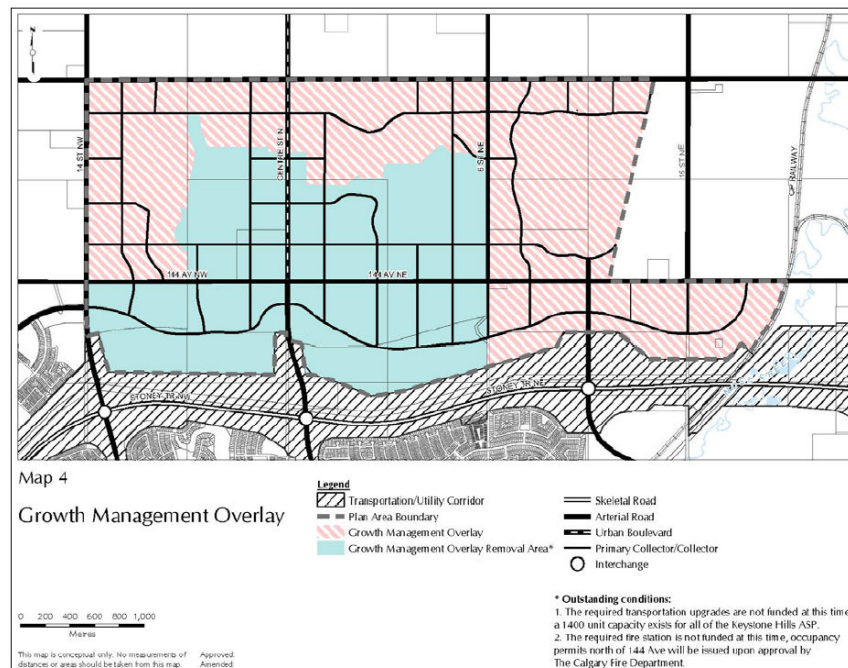 N
14 ST NW
CENTRE ST N
6 ST NE
15 ST NE
CP RAILWAY
144 AV NW
144 AV NE
STONEY TR NW
STONEY TR NE
Map 4
Growth Management Overlay
Legend
Transportation/Utility Corridor
Plan Area Boundary
Growth Management Overlay
Growth Management Overlay Removal Area*
Skeletal Road
Arterial Road
Urban Boulevard
Primary Collector/Collector
Interchange
0 200 400 600 800 1,000
Metres
This map is conceptual only. No measurements of
distances or areas should be taken from this map.
Approved:
Amended:
* Outstanding conditions:
1. The required transportation upgrades are not funded at this time
a 1400 unit capacity exists for all of the Keystone Hills ASP.
2. The required fire station is not funded at this time, occupancy
permits north of 144 Ave will be issued upon approval by
The Calgary Fire Department.